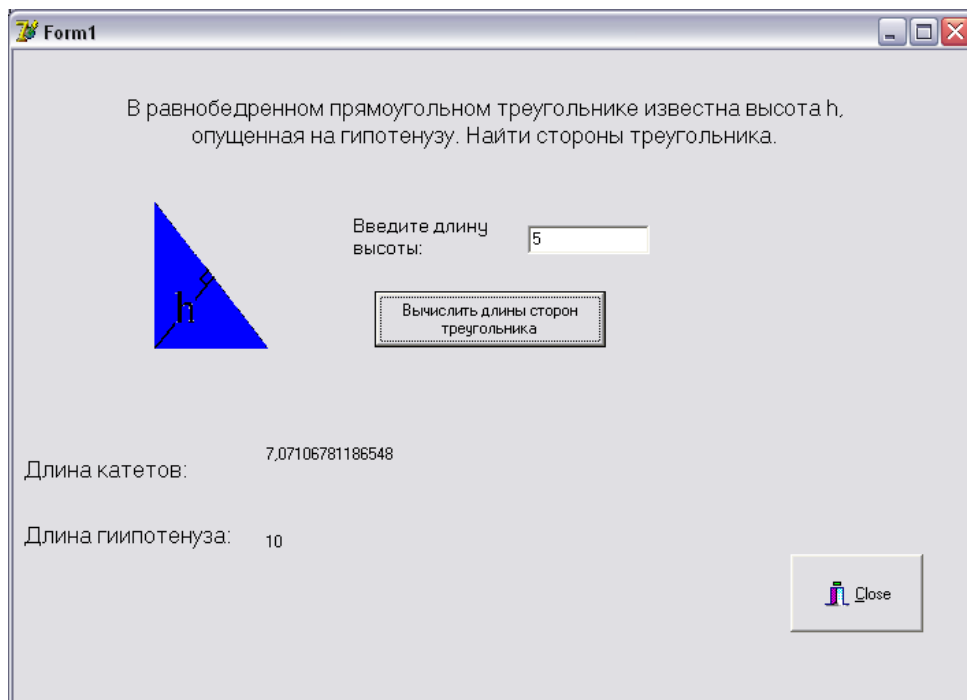 Form1
В равнобедренном прямоугольном треугольнике известна высота h,
опущенная на гипотенузу. Найти стороны треугольника.
Введите длину
высоты:
5
h
Вычислить длины сторон
треугольника
7,07106781186548
Длина катетов:
Длина гиипотенуза:
10
Close